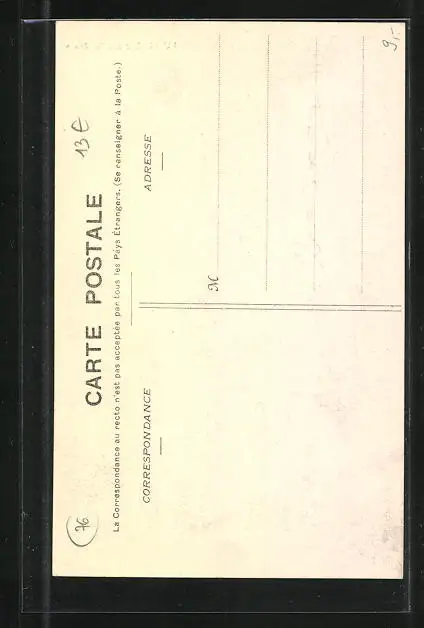 76
CARTE POSTALE
13 €
La Correspondance au recto n'est pas acceptée par tous les Pays Étrangers. (Se renseigner à la Poste.)
CORRESPONDANCE
ADRESSE
M
9,-